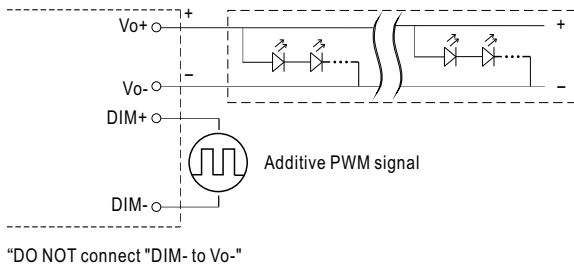 Vo+
+
+
Vo-
–
–
DIM+
Additive PWM signal
DIM-
“DO NOT connect "DIM- to Vo-"